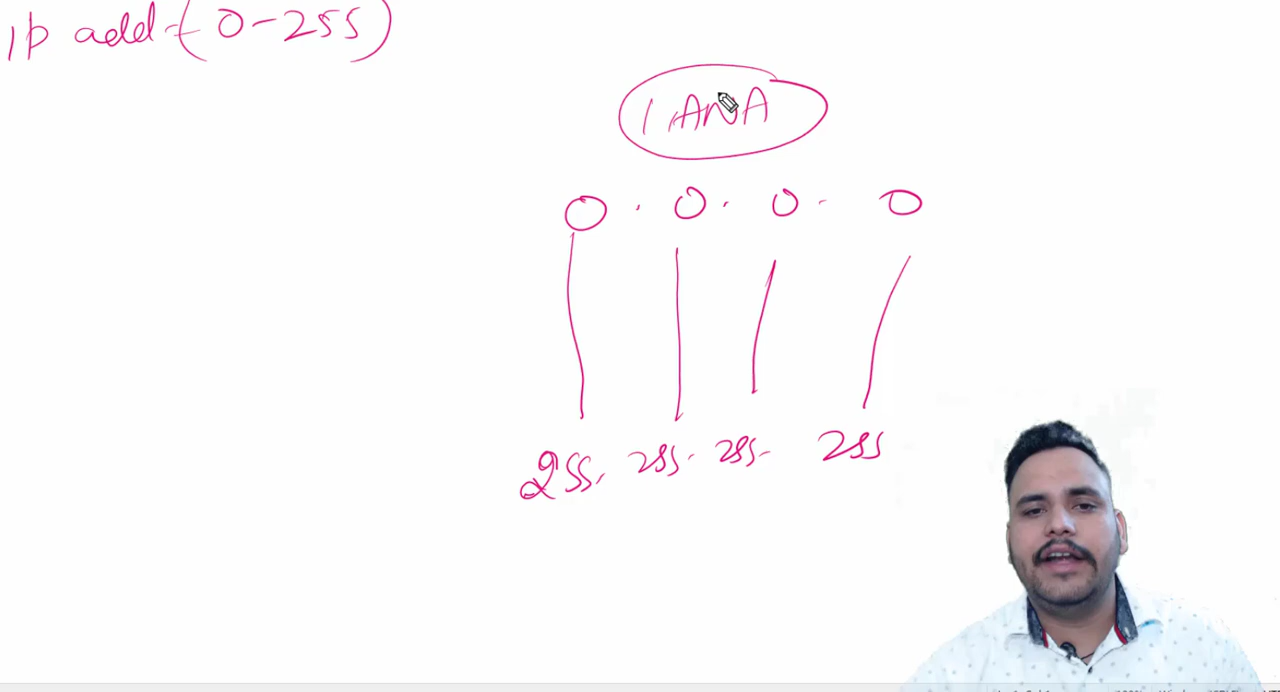 ip add - (0-255)
IANA
0 . 0 . 0 . 0
255. 255. 255. 255